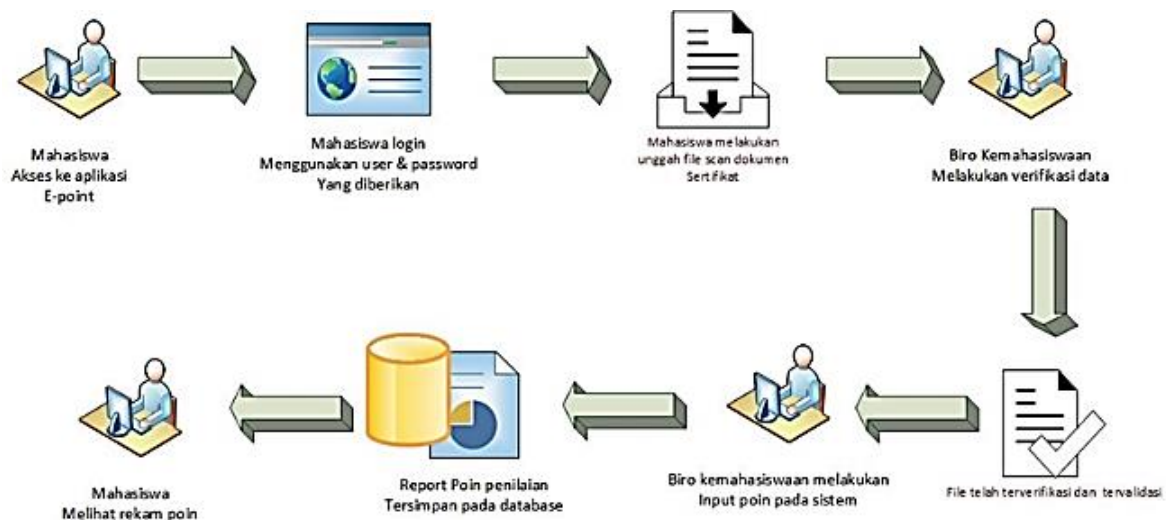 Mahasiswa
Akses ke aplikasi
E-point
Mahasiswa login
Menggunakan user & password
Yang diberikan
Mahasiswa melakukan
unggah file scan dokumen
Sertifikat
Biro Kemahasiswaan
Melakukan verifikasi data
Mahasiswa
Melihat rekam poin
Report Poin penilaian
Tersimpan pada database
Biro kemahasiswaan melakukan
Input poin pada sistem
File telah terverifikasi dan tervalidasi